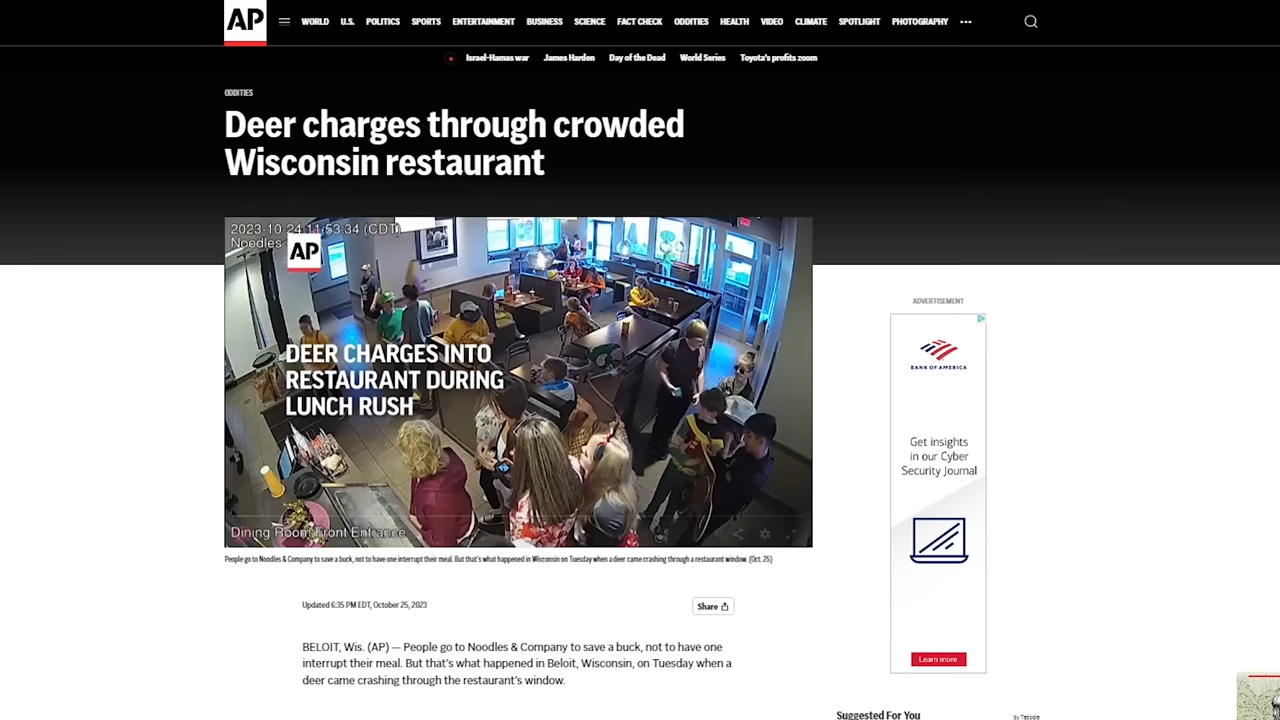 AP
WORLD U.S. POLITICS SPORTS ENTERTAINMENT BUSINESS SCIENCE FACT CHECK ODDITIES HEALTH VIDEO CLIMATE SPOTLIGHT PHOTOGRAPHY •••
Israel-Hamas war James Harden Day of the Dead World Series Toyota's profits zoom
ODDITIES
Deer charges through crowded
Wisconsin restaurant
2023-10-24 11:53:34 (CDT)
Noodles
AP
DEER CHARGES INTO
RESTAURANT DURING
LUNCH RUSH
Dining Room Front Entrance
People go to Noodles & Company to save a buck, not to have one interrupt their meal. But that's what happened in Wisconsin on Tuesday when a deer came crashing through a restaurant window. (Oct. 25)
Updated 6:35 PM EDT, October 25, 2023
Share
BELOIT, Wis. (AP) — People go to Noodles & Company to save a buck, not to have one
interrupt their meal. But that's what happened in Beloit, Wisconsin, on Tuesday when a
deer came crashing through the restaurant's window.
ADVERTISEMENT
BANK OF AMERICA
Get insights
in our Cyber
Security Journal
Learn more
Suggested For You
by Taboola